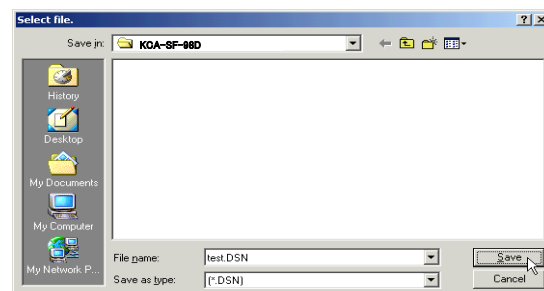 Select file.
Save in: KCA-SF-98D
History
Desktop
My Documents
My Computer
My Network P...
File name: test.DSN Save
Save as type: (*.DSN) Cancel